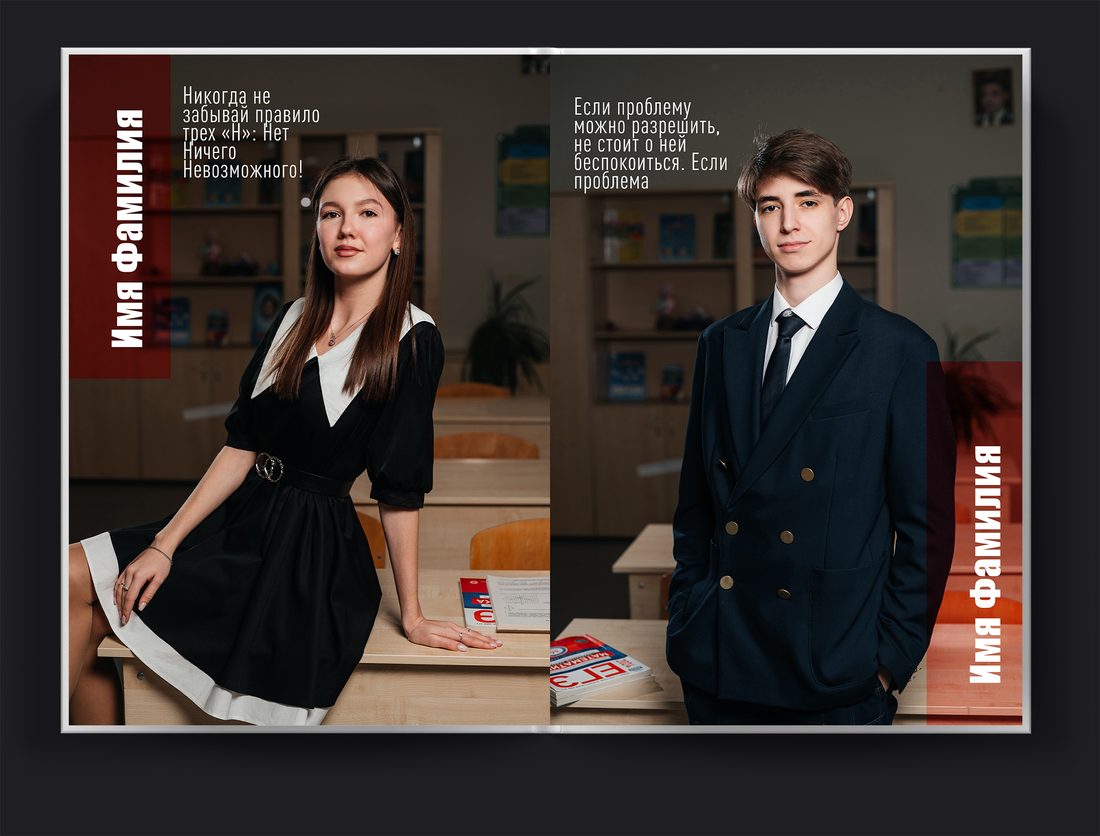 Имя Фамилия
Никогда не
забывай правило
трех «Н»: Нет
Ничего
Невозможного!
Если проблему
можно разрешить,
не стоит о ней
беспокоиться. Если
проблема
Имя Фамилия
МАТЕМАТИКА
ЕГЭ